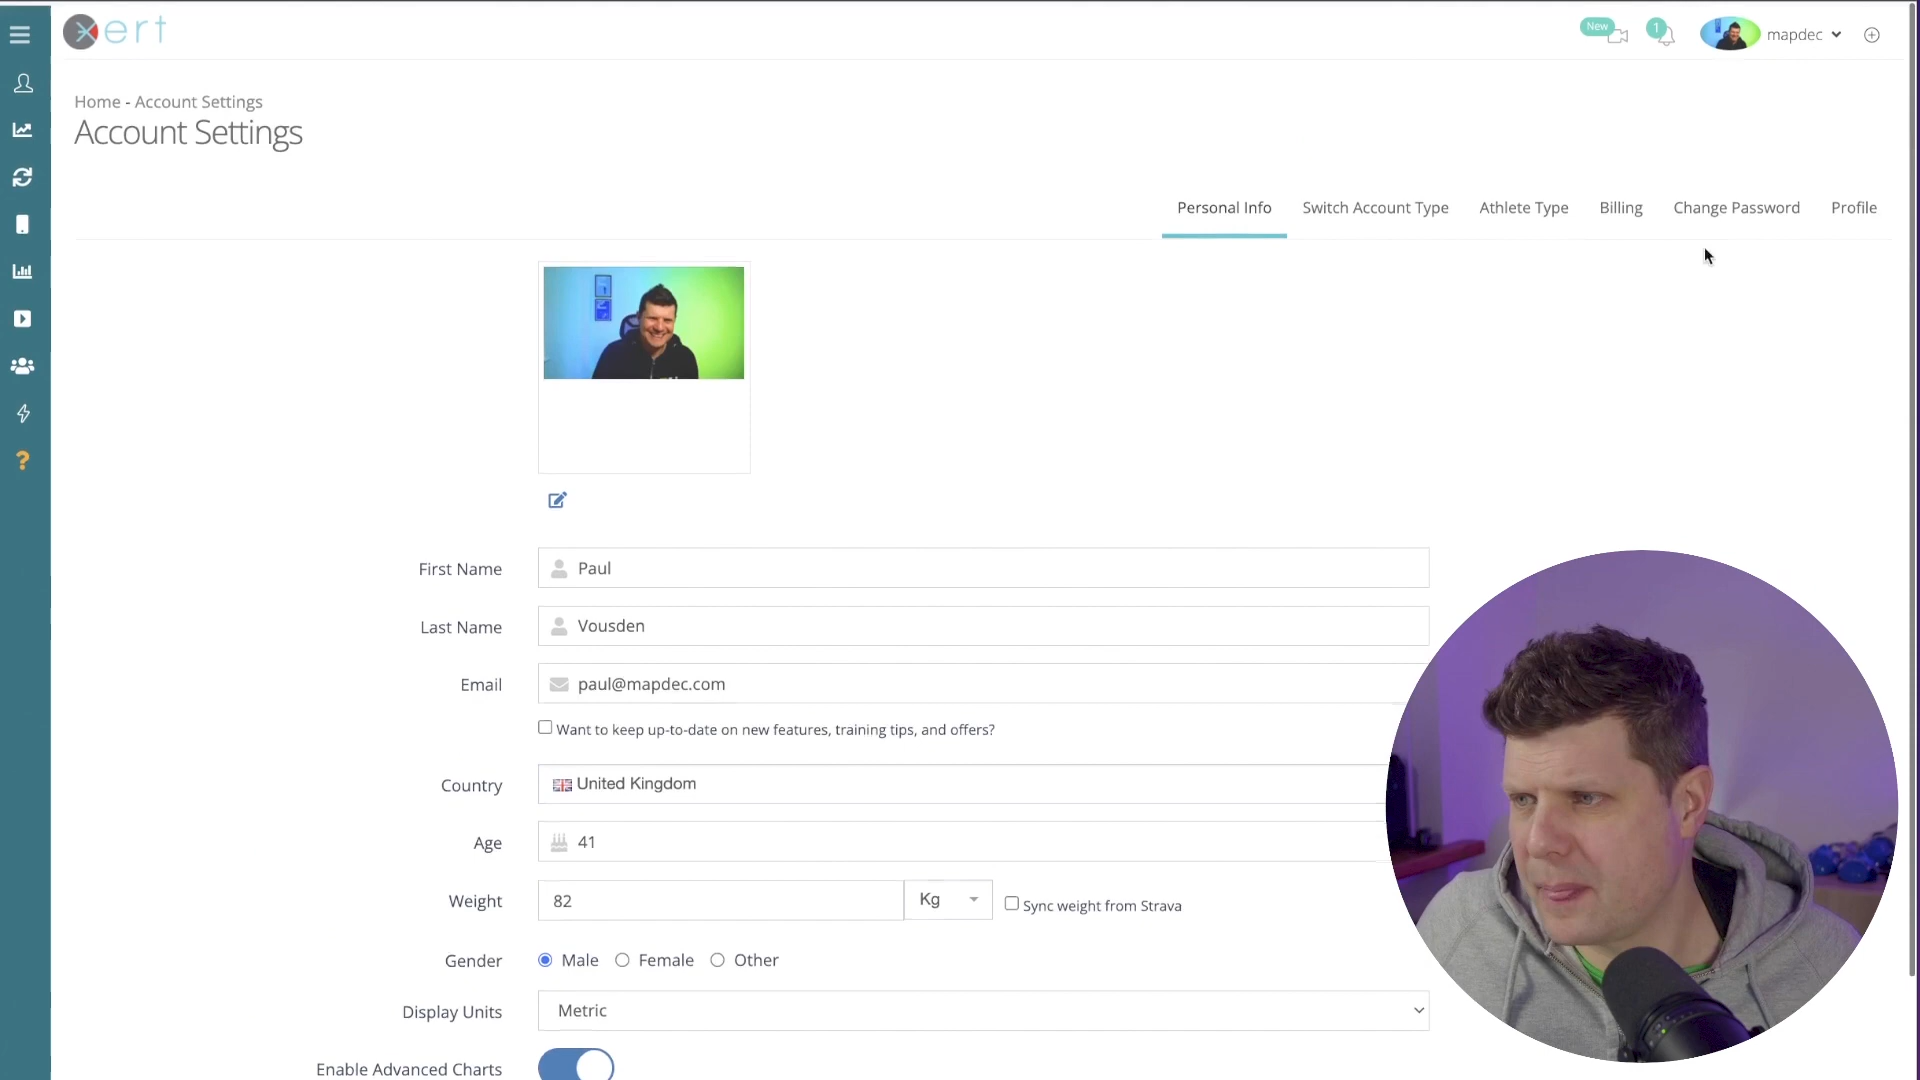 xert
New
1
mapdec
Home - Account Settings
Account Settings
Personal Info
Switch Account Type
Athlete Type
Billing
Change Password
Profile
First Name
Paul
Last Name
Vousden
Email
paul@mapdec.com
Want to keep up-to-date on new features, training tips, and offers?
Country
United Kingdom
Age
41
Weight
82
Kg
Sync weight from Strava
Gender
Male
Female
Other
Display Units
Metric
Enable Advanced Charts